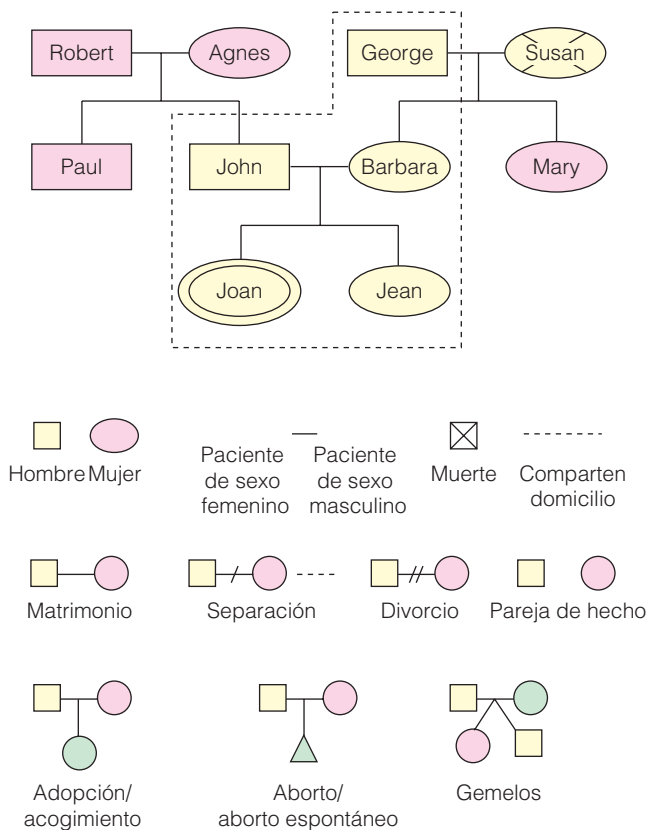 Robert
Agnes
George
Susan
Paul
John
Barbara
Mary
Joan
Jean
Hombre
Mujer
Paciente
de sexo
femenino
Paciente
de sexo
masculino
Muerte
Comparten
domicilio
Matrimonio
Separación
Divorcio
Pareja de hecho
Adopción/
acogimiento
Aborto/
aborto espontáneo
Gemelos